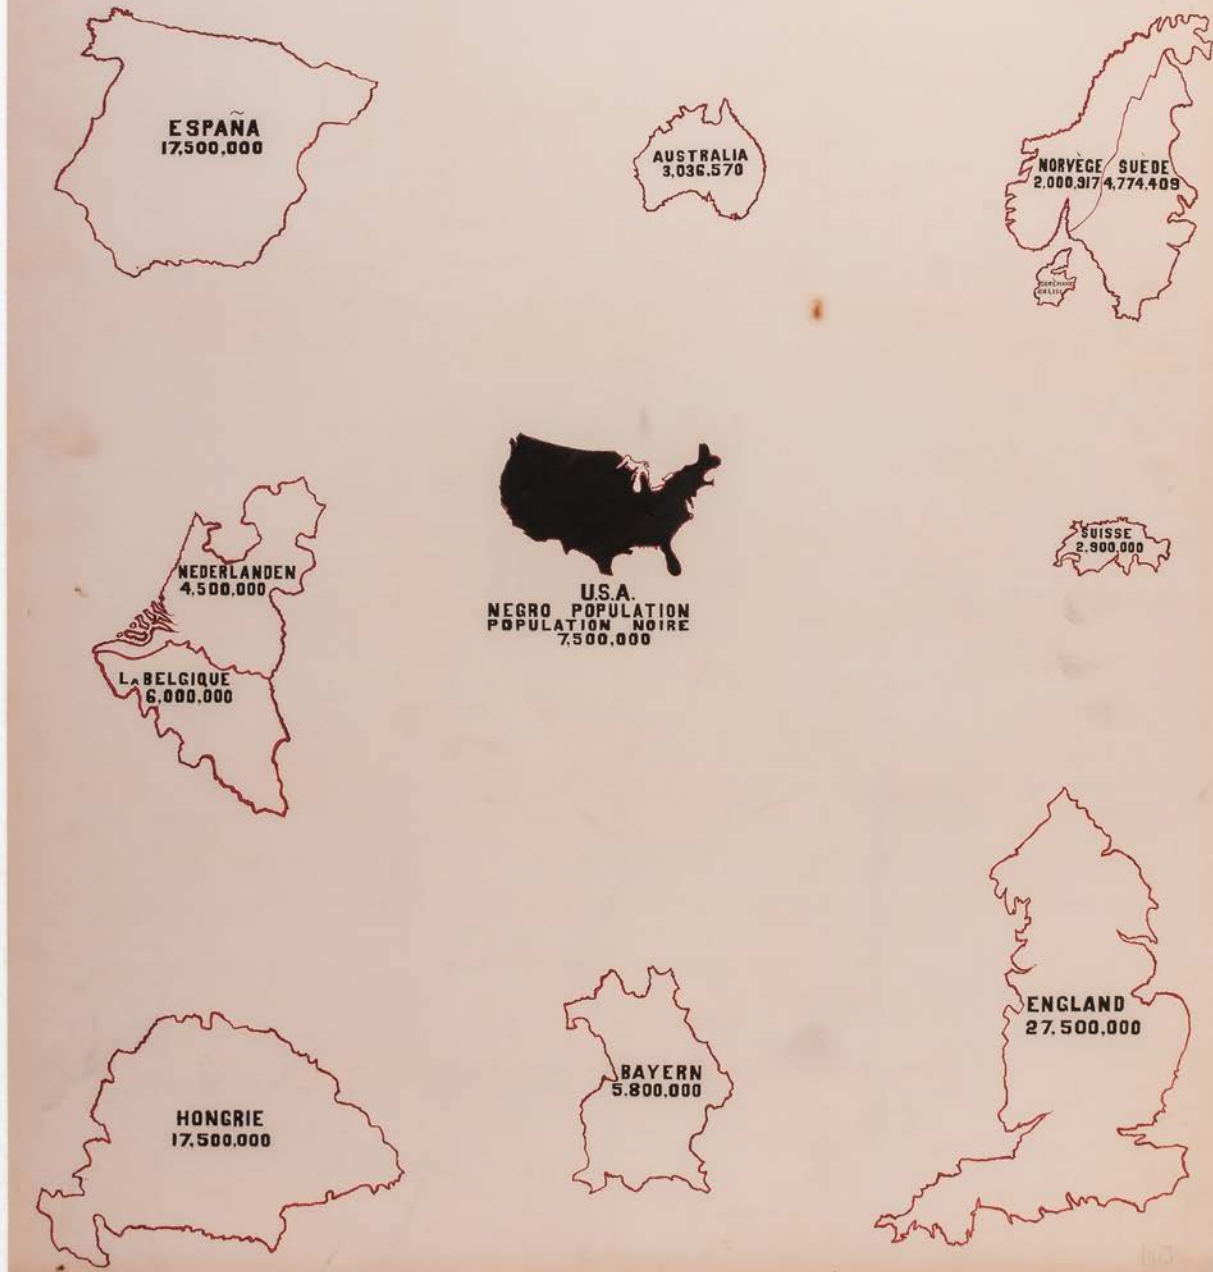 ESPAÑA
17,500,000
AUSTRALIA
3,036.570
NORVÈGE
2,000,917
SUÈDE
4,774.409
NEDERLANDEN
4,500,000
LA BELGIQUE
6,000,000
U.S.A.
NEGRO POPULATION
POPULATION NOIRE
7,500,000
SUISSE
2,900,000
HONGRIE
17,500,000
BAYERN
5.800,000
ENGLAND
27,500,000